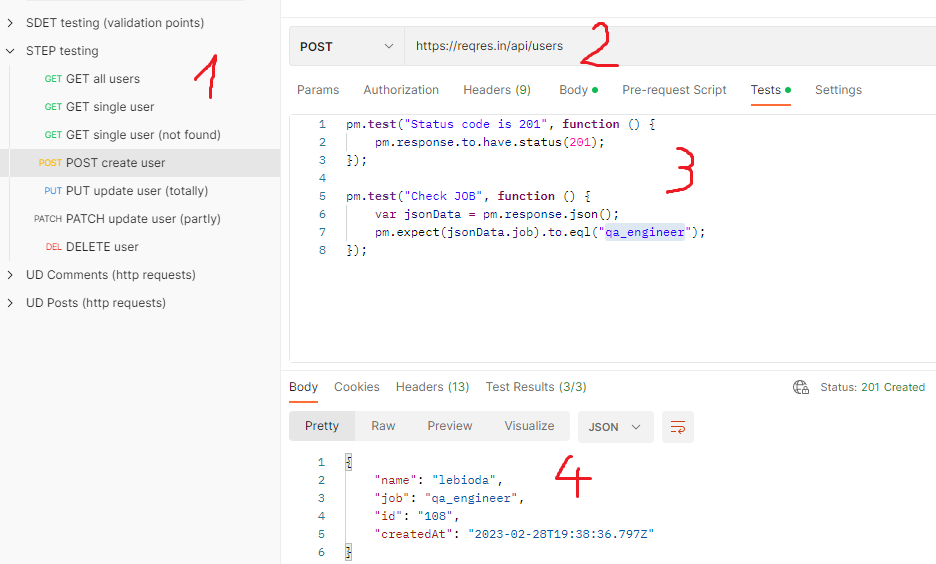 SDET testing (validation points)
STEP testing
GET GET all users
GET GET single user
GET GET single user (not found)
POST POST create user
PUT PUT update user (totally)
PATCH PATCH update user (partly)
DEL DELETE user
UD Comments (http requests)
UD Posts (http requests)
1
POST https://reqres.in/api/users
2
Params Authorization Headers (9) Body Pre-request Script Tests Settings
1 pm.test("Status code is 201", function () {
2 pm.response.to.have.status(201);
3 });
4
5 pm.test("Check JOB", function () {
6 var jsonData = pm.response.json();
7 pm.expect(jsonData.job).to.eql("qa_engineer");
8 });
3
Body Cookies Headers (13) Test Results (3/3) Status: 201 Created
Pretty Raw Preview Visualize JSON
1 {
2 "name": "lebioda",
3 "job": "qa_engineer",
4 "id": "108",
5 "createdAt": "2023-02-28T19:38:36.797Z"
6 }
4